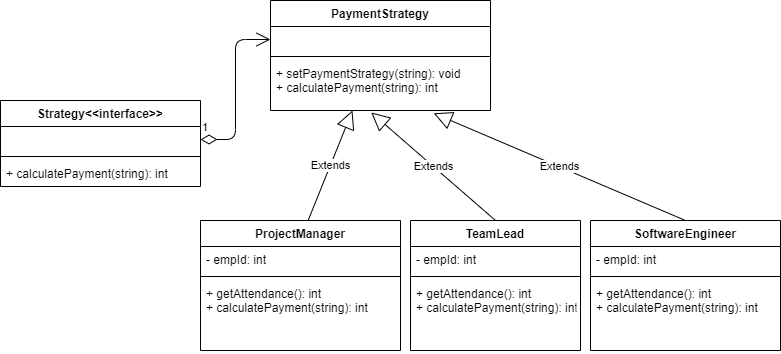 PaymentStrategy
+ setPaymentStrategy(string): void
+ calculatePayment(string): int
Strategy<<interface>>
+ calculatePayment(string): int
1
Extends
Extends
Extends
ProjectManager
- empId: int
+ getAttendance(): int
+ calculatePayment(string): int
TeamLead
- empId: int
+ getAttendance(): int
+ calculatePayment(string): int
SoftwareEngineer
- empId: int
+ getAttendance(): int
+ calculatePayment(string): int